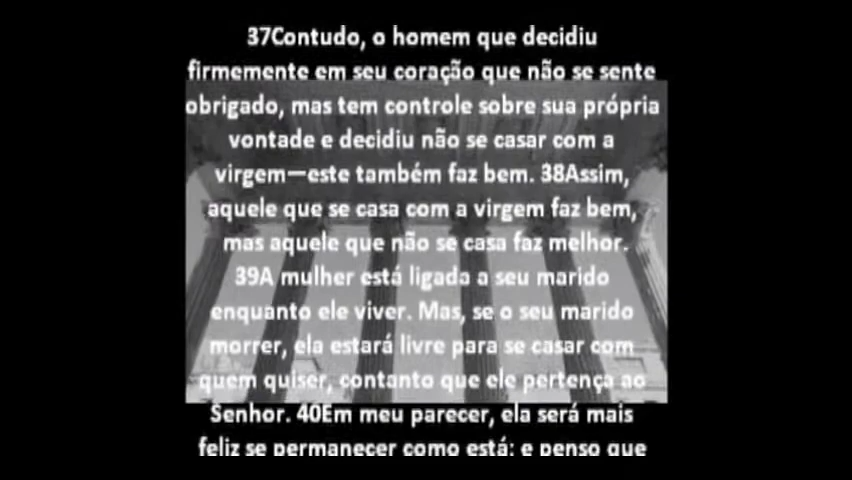 37Contudo, o homem que decidiu
firmemente em seu coração que não se sente
obrigado, mas tem controle sobre sua própria
vontade e decidiu não se casar com a
virgem—este também faz bem. 38Assim,
aquele que se casa com a virgem faz bem,
mas aquele que não se casa faz melhor.
39A mulher está ligada a seu marido
enquanto ele viver. Mas, se o seu marido
morrer, ela estará livre para se casar com
quem quiser, contanto que ele pertença ao
Senhor. 40Em meu parecer, ela será mais
feliz se permanecer como está; e penso que